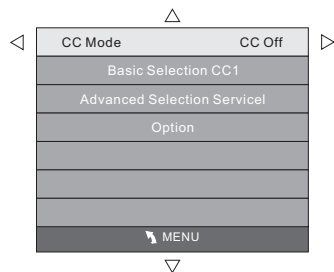 CC Mode CC Off
Basic Selection CC1
Advanced Selection Servicel
Option
MENU